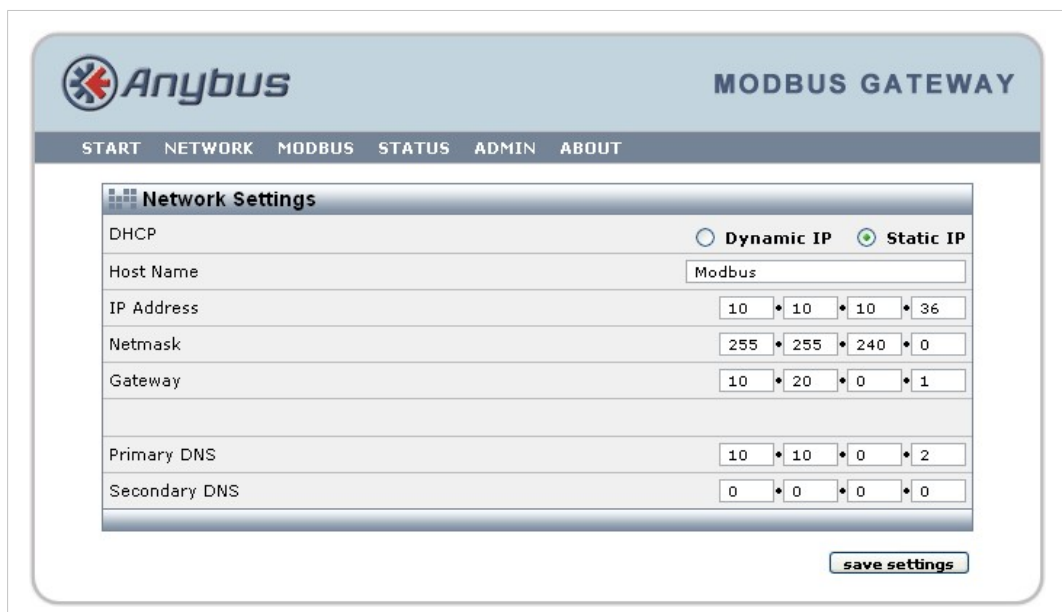 Anybus
MODBUS GATEWAY
START NETWORK MODBUS STATUS ADMIN ABOUT
Network Settings
DHCP Dynamic IP Static IP
Host Name Modbus
IP Address 10 • 10 • 10 • 36
Netmask 255 • 255 • 240 • 0
Gateway 10 • 20 • 0 • 1
Primary DNS 10 • 10 • 0 • 2
Secondary DNS 0 • 0 • 0 • 0
save settings